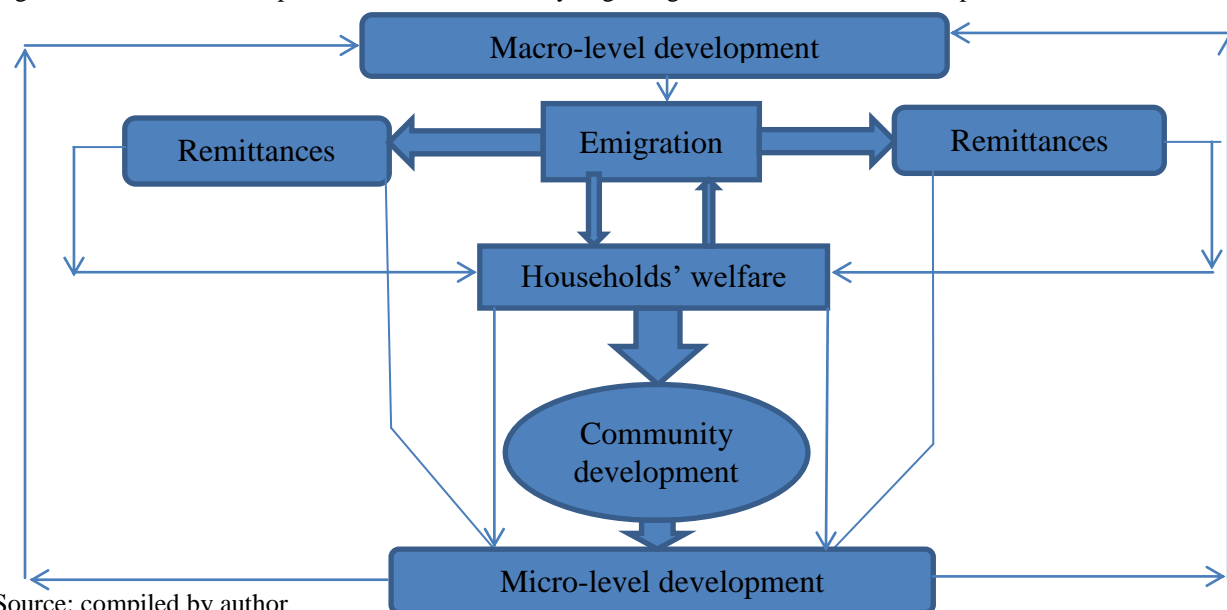 Macro-level development
Remittances
Emigration
Remittances
Households’ welfare
Community
development
Micro-level development
Source: compiled by author